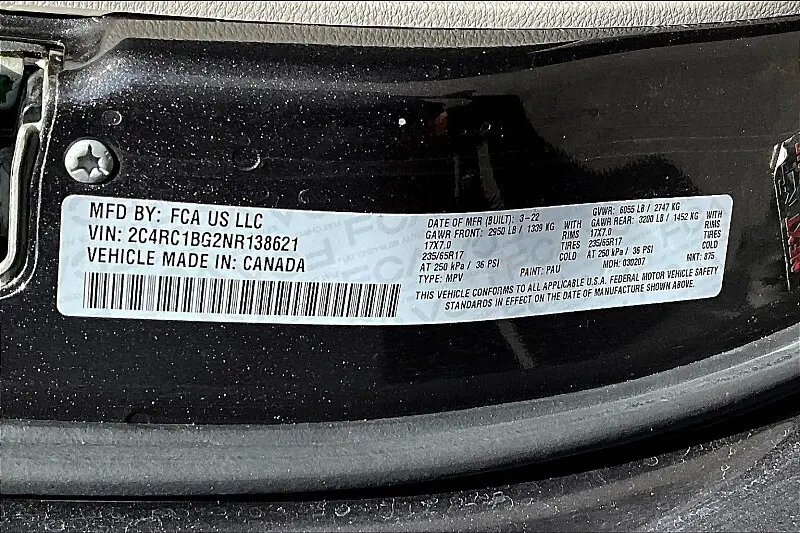 MFD BY: FCA US LLC
VIN: 2C4RC1BG2NR138621
VEHICLE MADE IN: CANADA
DATE OF MFR (BUILT): 3-22 GVWR: 6055 LB / 2747 KG
GAWR FRONT: 2950 LB / 1339 KG WITH GAWR REAR: 3200 LB / 1452 KG WITH
17X7.0 RIMS 17X7.0 RIMS
235/65R17 235/65R17
AT 250 kPa / 36 PSI COLD AT 250 kPa / 36 PSI COLD
TYPE: MPV PAINT: PAU MDH: 030207 NKT: 875
THIS VEHICLE CONFORMS TO ALL APPLICABLE U.S.A. FEDERAL MOTOR VEHICLE SAFETY
STANDARDS IN EFFECT ON THE DATE OF MANUFACTURE SHOWN ABOVE.